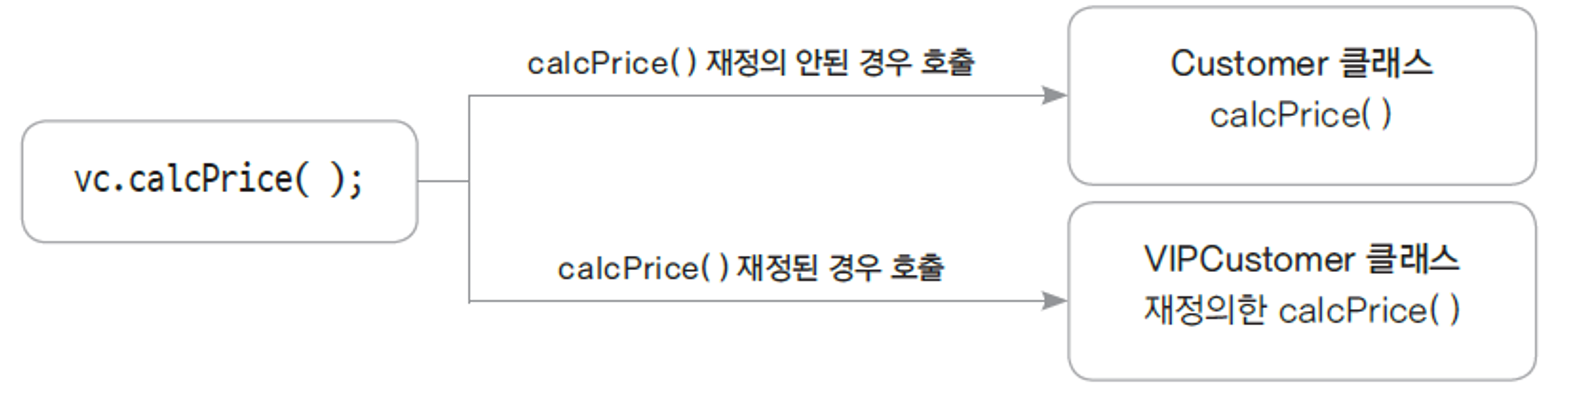 calcPrice( ) 재정의 안된 경우 호출
Customer 클래스
calcPrice( )
vc.calcPrice( );
calcPrice( ) 재정된 경우 호출
VIPCustomer 클래스
재정의한 calcPrice( )